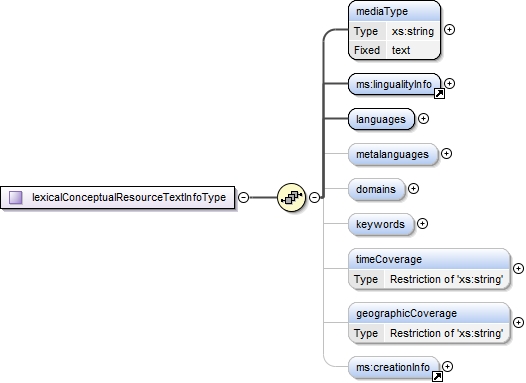 mediaType
Type xs:string
Fixed text
ms:lingualityInfo
languages
metalanguages
lexicalConceptualResourceTextInfoType
domains
keywords
timeCoverage
Type Restriction of 'xs:string'
geographicCoverage
Type Restriction of 'xs:string'
ms:creationInfo